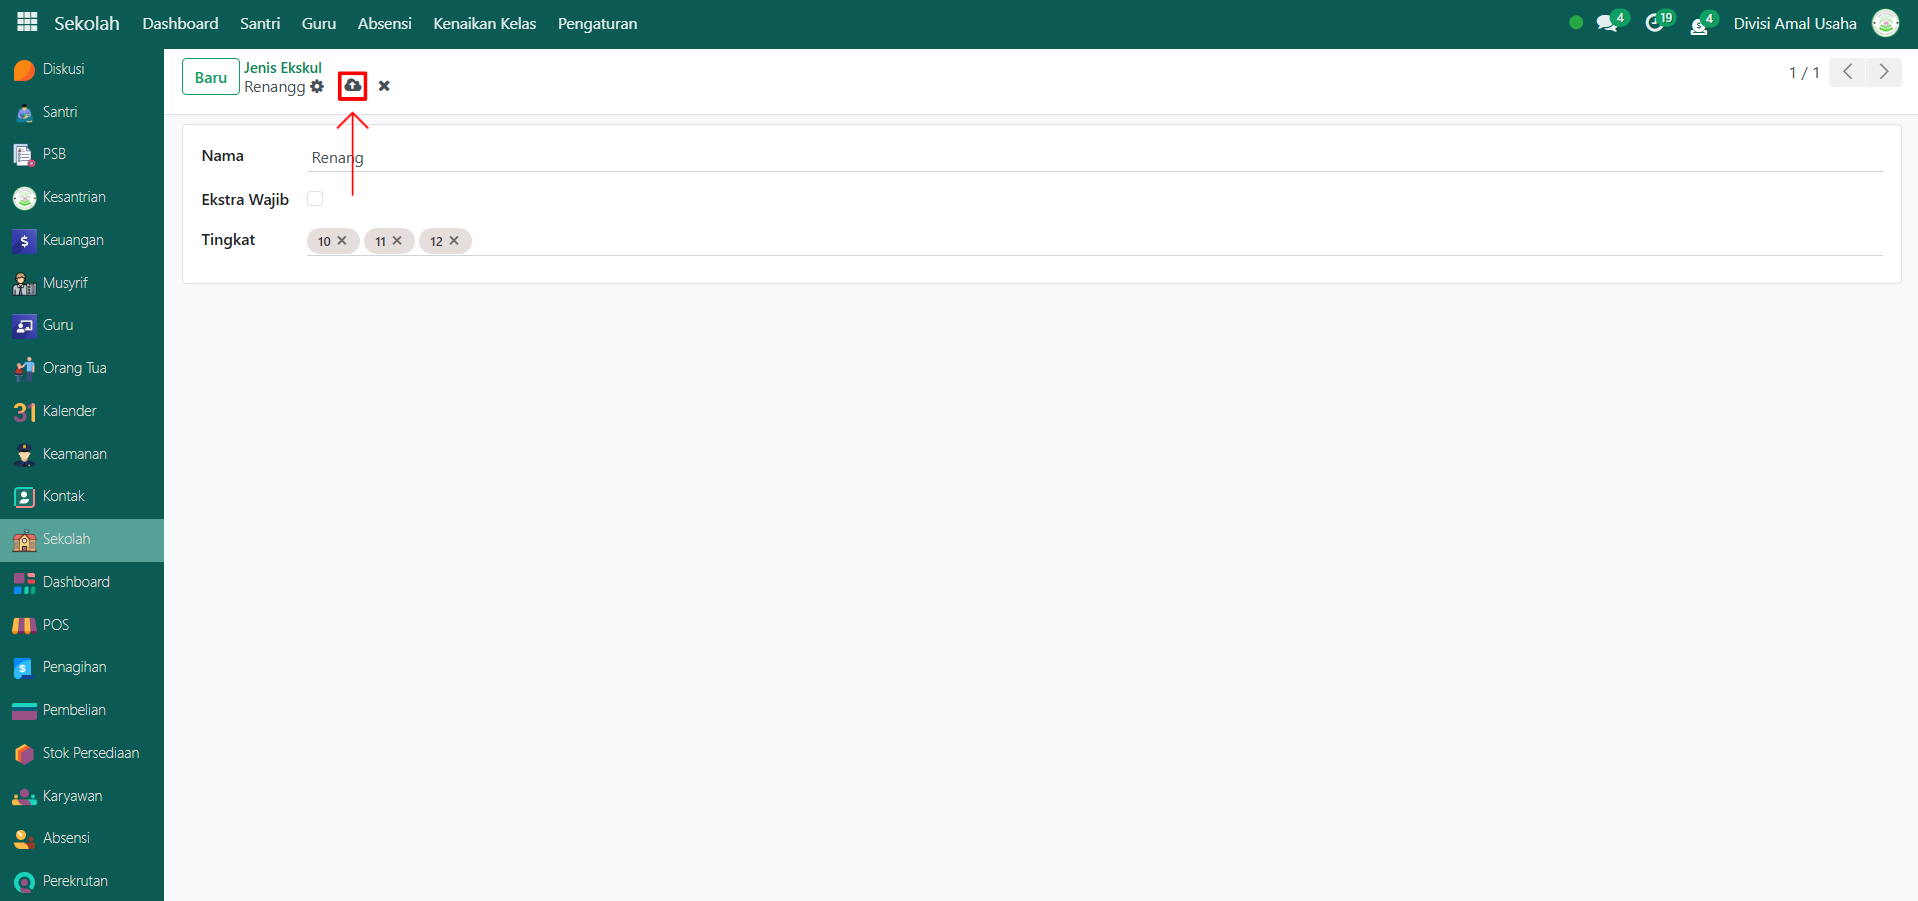 Sekolah Dashboard Santri Guru Absensi Kenaikan Kelas Pengaturan 4 19 4 Divisi Amal Usaha
Baru Jenis Ekskul
Renangg
1 / 1
Nama Renang
Ekstra Wajib
Tingkat 10 11 12
Diskusi
Santri
PSB
Kesantrian
Keuangan
Musyrif
Guru
Orang Tua
31 Kalender
Keamanan
Kontak
Sekolah
Dashboard
POS
Penagihan
Pembelian
Stok Persediaan
Karyawan
Absensi
Perekrutan